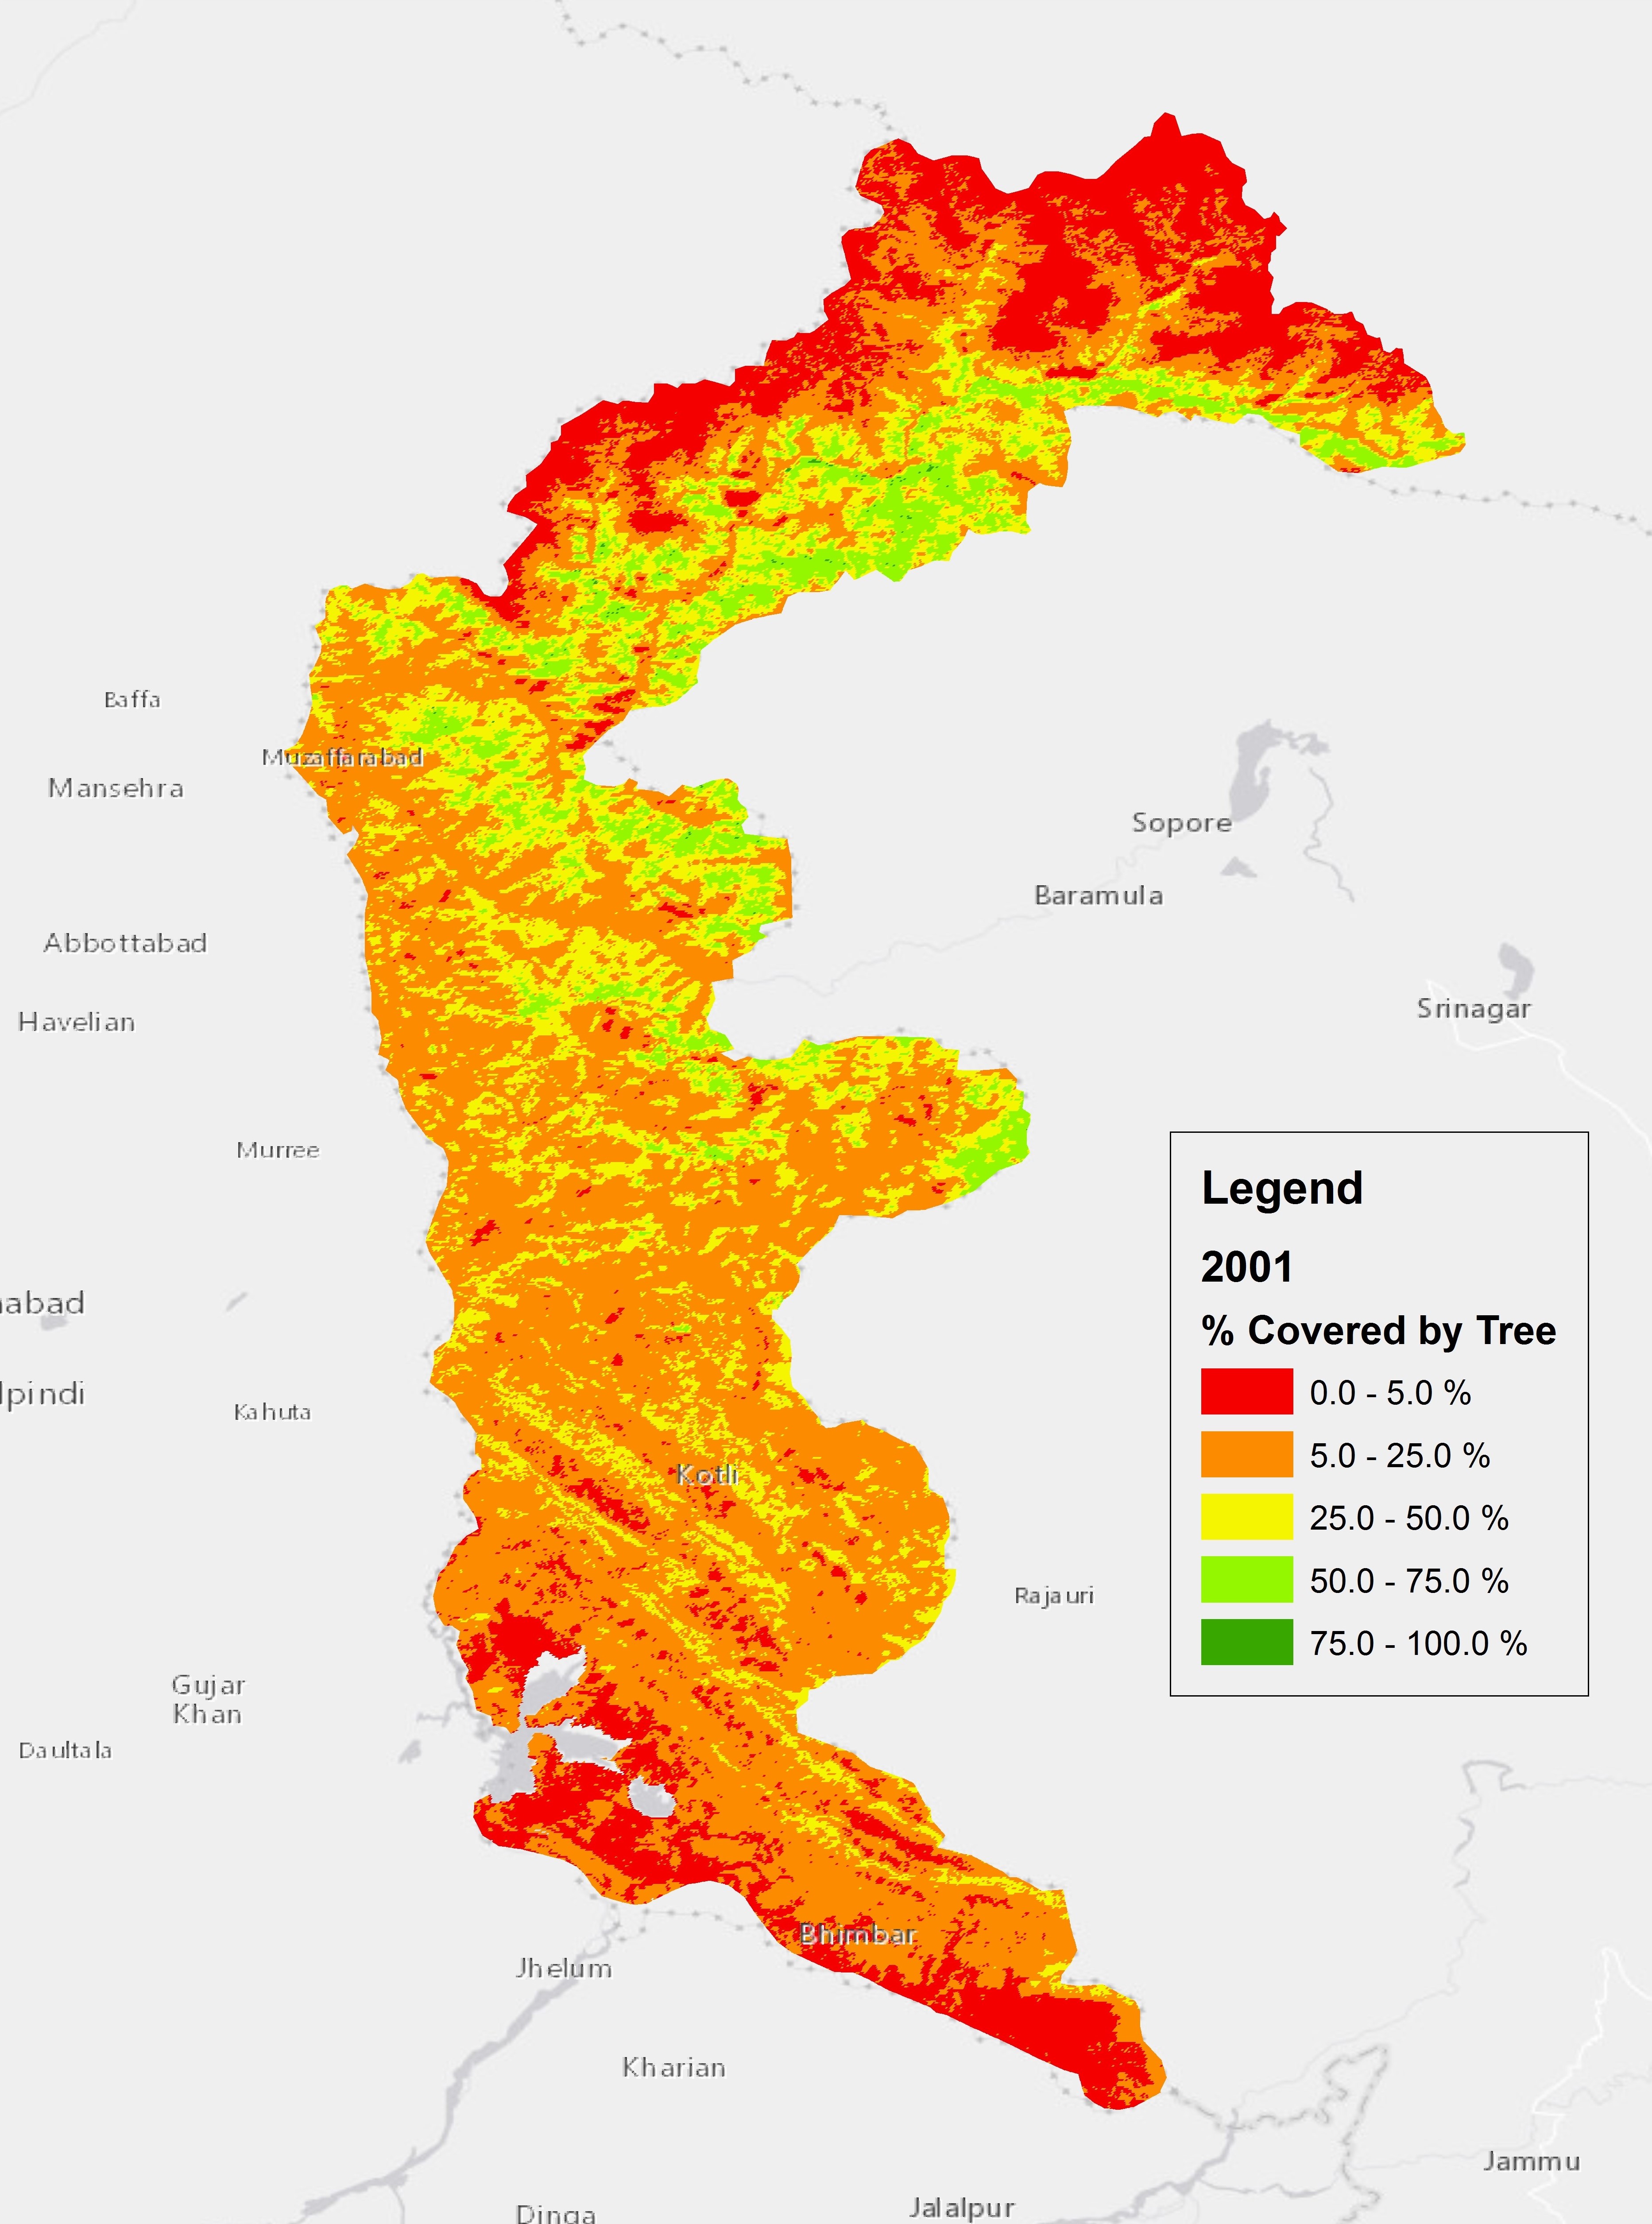 Baffa
Muzaffarabad
Mansehra
Sopore
Baramula
Abbottabad
Srinagar
Havelian
Murree
Legend
2001
% Covered by Tree
0.0 - 5.0 %
5.0 - 25.0 %
25.0 - 50.0 %
50.0 - 75.0 %
75.0 - 100.0 %
abad
lpindi
Kahuta
Kotli
Rajauri
Gujar
Khan
Daultala
Bhimbar
Jhelum
Kharian
Jammu
Jalalpur
Dinga